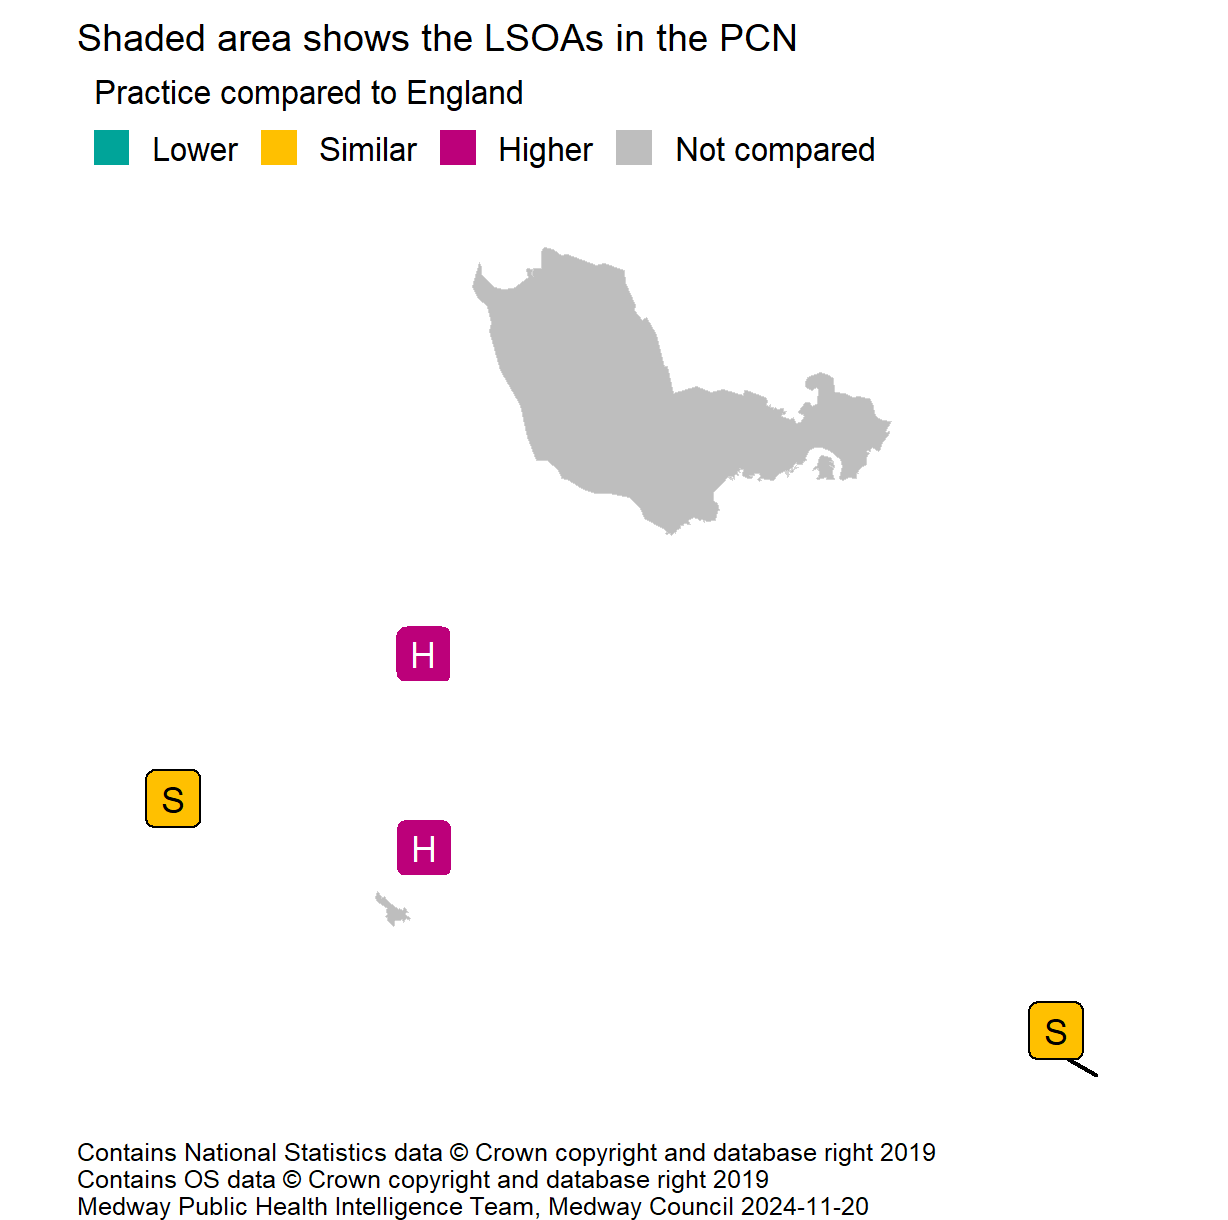 Shaded area shows the LSOAs in the PCN
Practice compared to England
Lower Similar Higher Not compared
H
S
H
S
Contains National Statistics data © Crown copyright and database right 2019
Contains OS data © Crown copyright and database right 2019
Medway Public Health Intelligence Team, Medway Council 2024-11-20